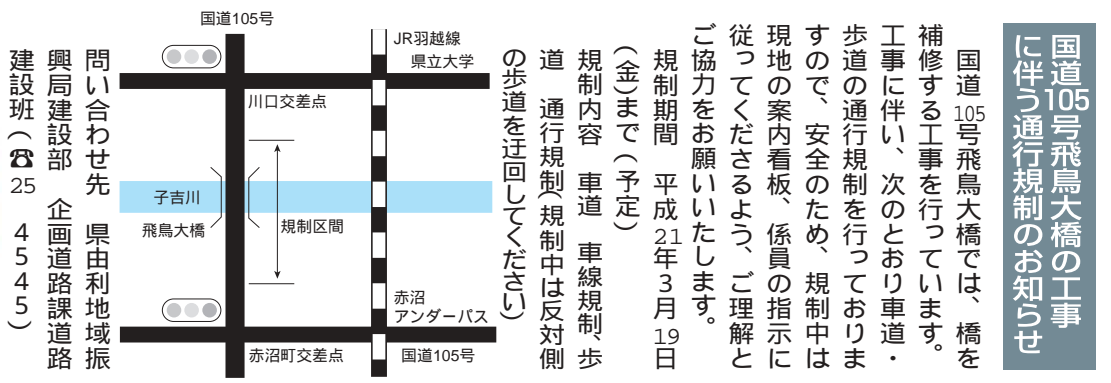 国道105号飛鳥大橋の工事
に伴う通行規制のお知らせ
国道105号飛鳥大橋では、橋を
補修する工事を行っています。
工事に伴い、次のとおり車道・
歩道の通行規制を行っておりま
すので、安全のため、規制中は
現地の案内看板、係員の指示に
従ってくださるよう、ご理解と
ご協力をお願いいたします。
規制期間　平成21年3月19日
(金)まで(予定)
規制内容　車道　車線規制、歩
道　通行規制(規制中は反対側
の歩道を迂回してください)
国道105号
JR羽越線
県立大学
川口交差点
子吉川
飛鳥大橋
規制区間
赤沼
アンダーパス
赤沼町交差点
国道105号
問い合わせ先　県由利地域振
興局建設部　企画道路課道路
建設班(☎25　4545)